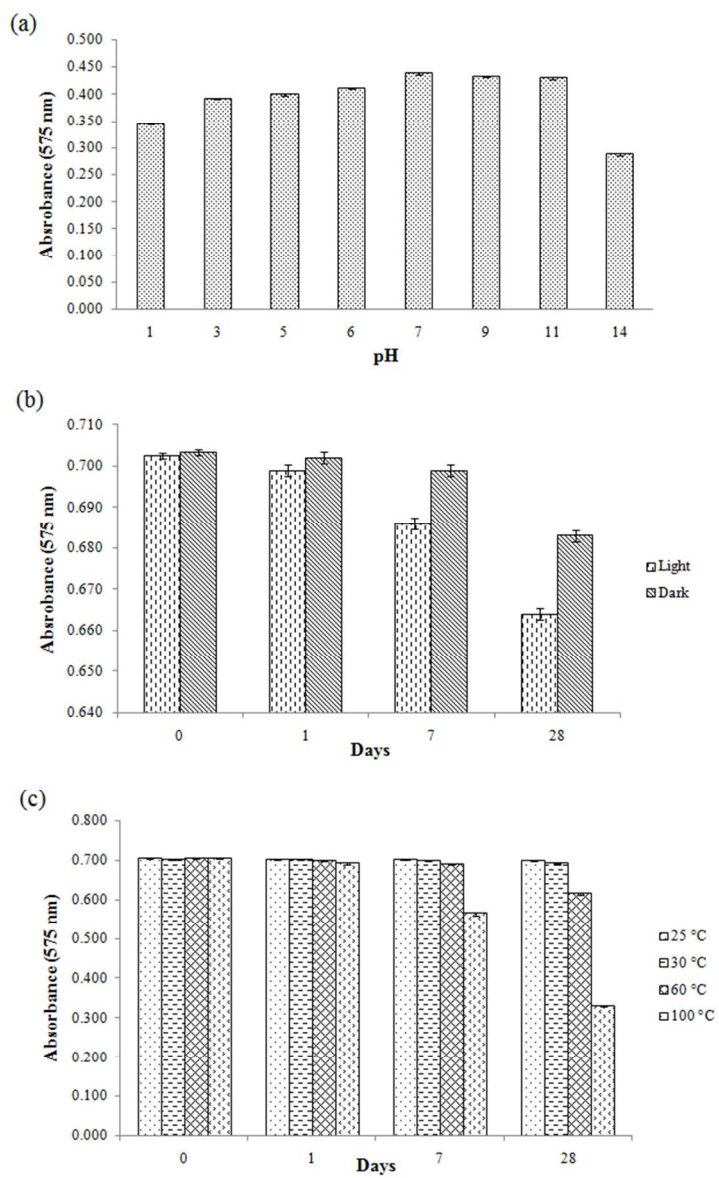 (a)
0.500
0.450
0.400
0.350
0.300
0.250
0.200
0.150
0.100
0.050
0.000
Absrobance (575 nm)
1 3 5 6 7 9 11 14
pH
(b)
0.710
0.700
0.690
0.680
0.670
0.660
0.650
0.640
Absrobance (575 nm)
Light
Dark
0 1 7 28
Days
(c)
0.800
0.700
0.600
0.500
0.400
0.300
0.200
0.100
0.000
Absorbance (575 nm)
25 °C
30 °C
60 °C
100 °C
0 1 7 28
Days